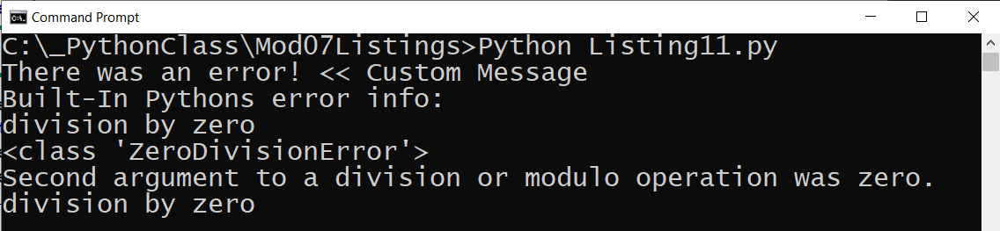 Command Prompt
C:\_PythonClass\Mod07Listings>Python Listing11.py
There was an error! << Custom Message
Built-In Pythons error info:
division by zero
<class 'ZeroDivisionError'>
Second argument to a division or modulo operation was zero.
division by zero